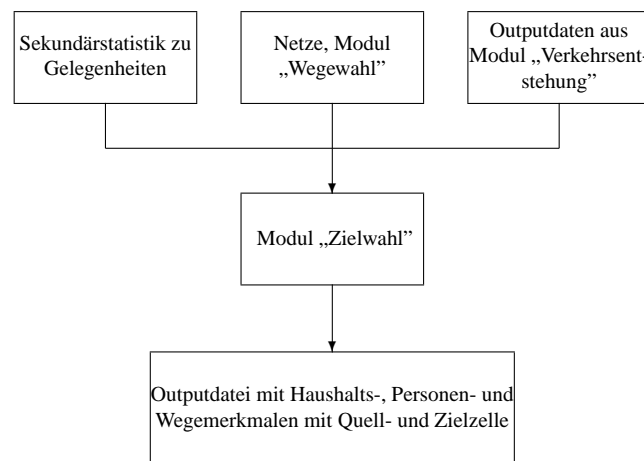 Sekundärstatistik zu
Gelegenheiten
Netze, Modul
„Wegewahl”
Outputdaten aus
Modul „Verkehrsent-
stehung”
Modul „Zielwahl”
Outputdatei mit Haushalts-, Personen- und
Wegemerkmalen mit Quell- und Zielzelle